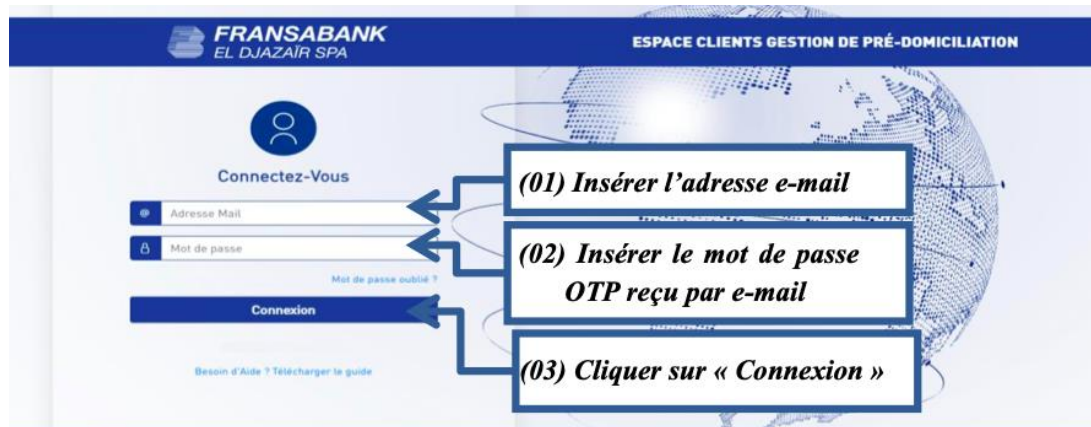 FRANSABANK
EL DJAZAÏR SPA
ESPACE CLIENTS GESTION DE PRÉ-DOMICILIATION
Connectez-Vous
@ Adresse Mail
Mot de passe
Mot de passe oublié ?
Connexion
Besoin d'Aide ? Télécharger le guide
(01) Insérer l’adresse e-mail
(02) Insérer le mot de passe
OTP reçu par e-mail
(03) Cliquer sur « Connexion »